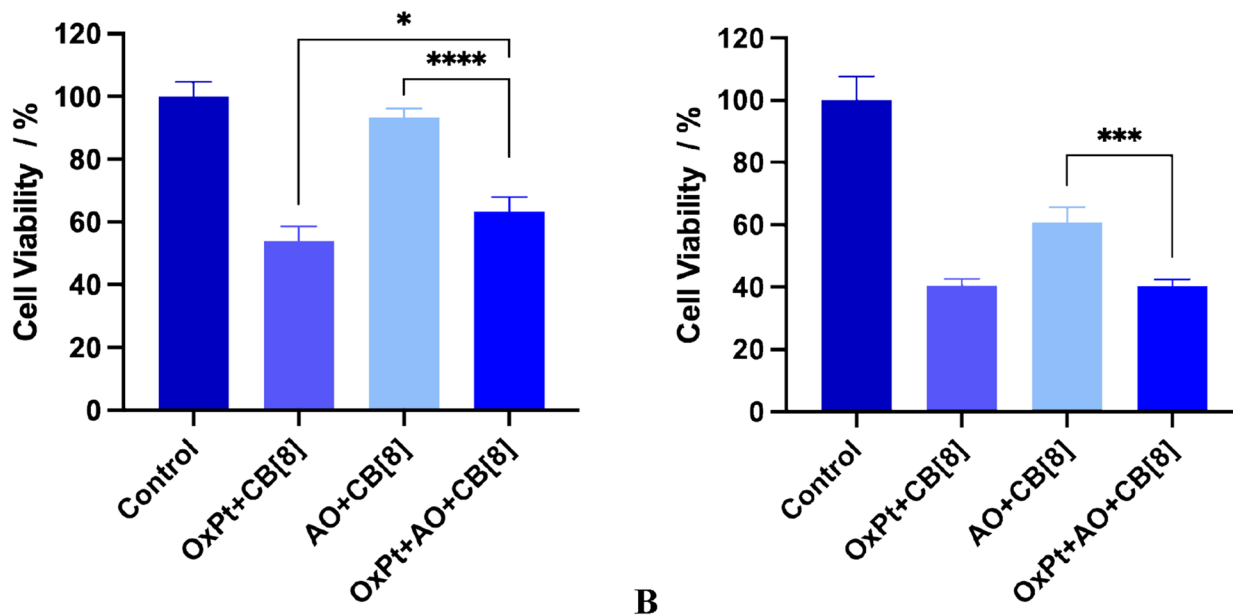 Cell Viability / %
120
100
80
60
40
20
0
*
****
Control
OxPt+CB[8]
AO+CB[8]
OxPt+AO+CB[8]
Cell Viability / %
120
100
80
60
40
20
0
***
Control
OxPt+CB[8]
AO+CB[8]
OxPt+AO+CB[8]
B